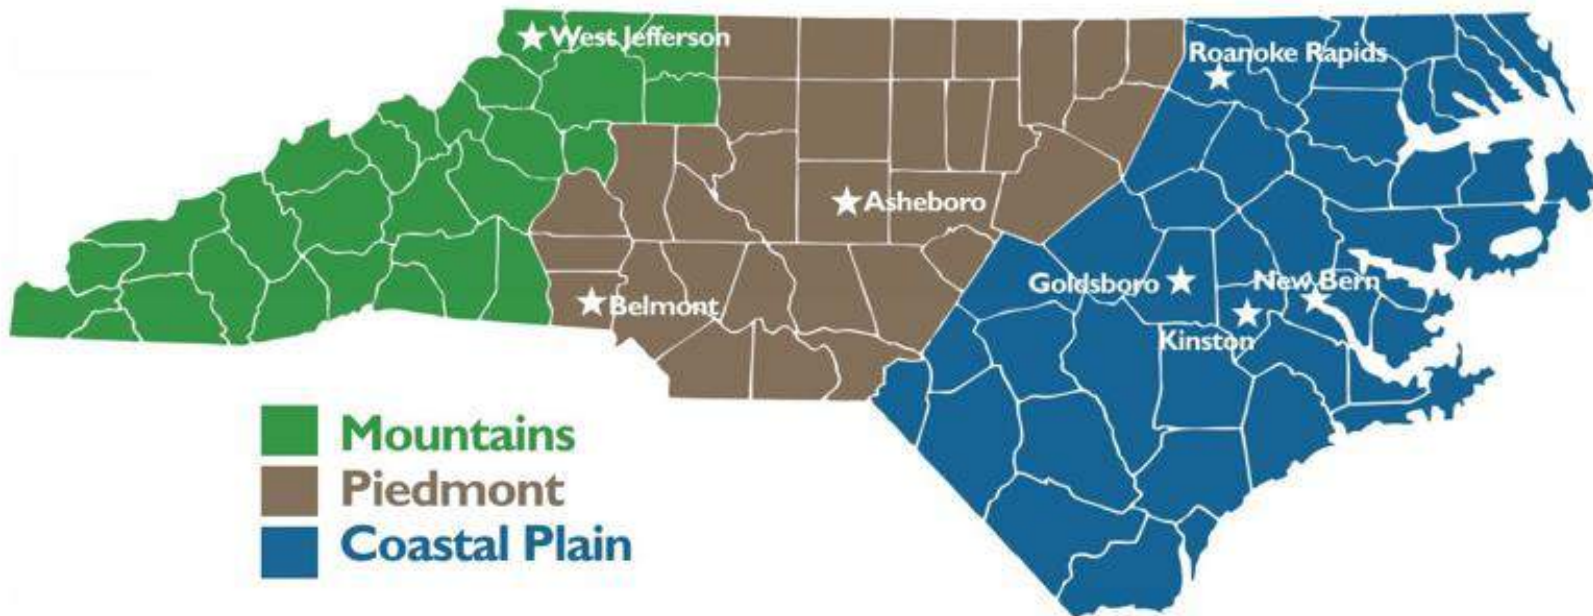 West Jefferson
Roanoke Rapids
Asheboro
Goldsboro
New Bern
Belmont
Kinston
Mountains
Piedmont
Coastal Plain